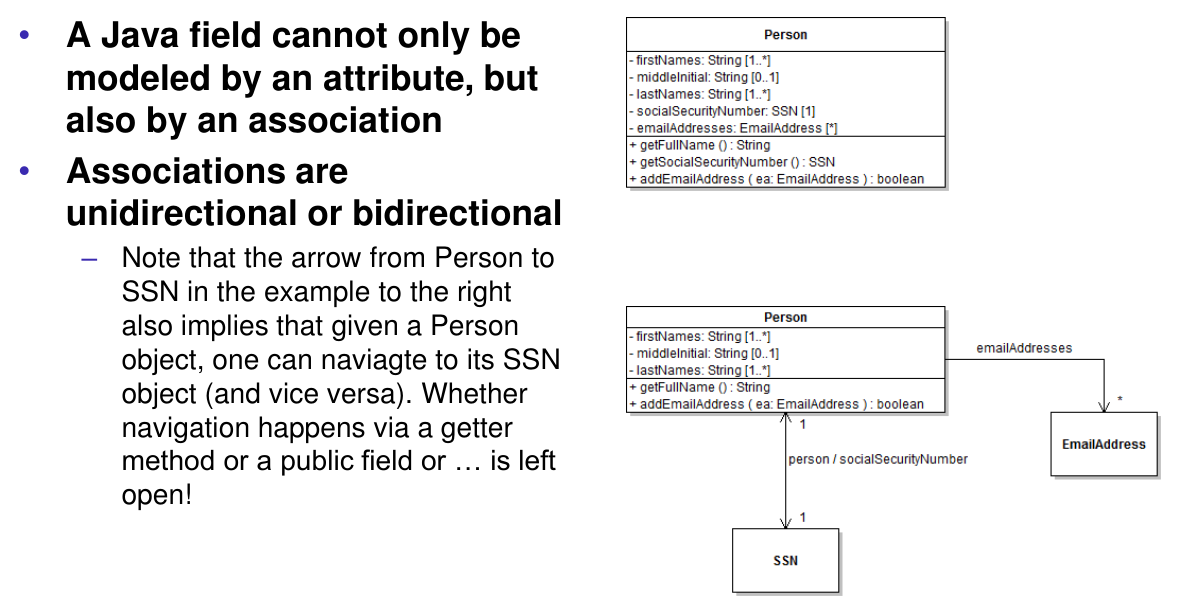 • A Java field cannot only be
modeled by an attribute, but
also by an association
• Associations are
unidirectional or bidirectional
– Note that the arrow from Person to
SSN in the example to the right
also implies that given a Person
object, one can naviagte to its SSN
object (and vice versa). Whether
navigation happens via a getter
method or a public field or … is left
open!
Person
- firstNames: String [1..*]
- middleInitial: String [0..1]
- lastNames: String [1..*]
- socialSecurityNumber: SSN [1]
- emailAddresses: EmailAddress [*]
+ getFullName () : String
+ getSocialSecurityNumber () : SSN
+ addEmailAddress ( ea: EmailAddress ) : boolean
Person
- firstNames: String [1..*]
- middleInitial: String [0..1]
- lastNames: String [1..*]
+ getFullName () : String
+ addEmailAddress ( ea: EmailAddress ) : boolean
emailAddresses
*
EmailAddress
1
person / socialSecurityNumber
1
SSN